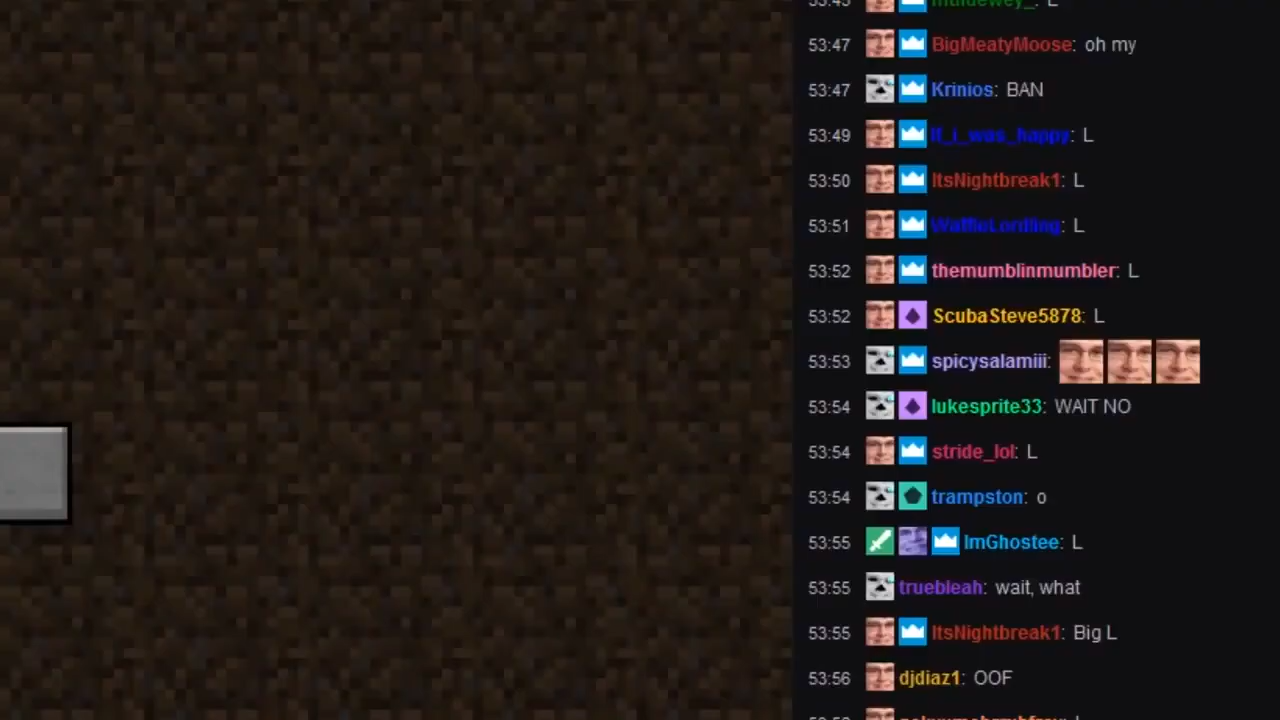 53:47 BigMeatyMoose: oh my
53:47 Krinios: BAN
53:49 If_i_was_happy: L
53:50 ItsNightbreak1: L
53:51 WaffleLordling: L
53:52 themumblinmumbler: L
53:52 ScubaSteve5878: L
53:53 spicysalamiii:
53:54 lukesprite33: WAIT NO
53:54 stride_lol: L
53:54 trampston: o
53:55 ImGhostee: L
53:55 truebleah: wait, what
53:55 ItsNightbreak1: Big L
53:56 djdiaz1: OOF